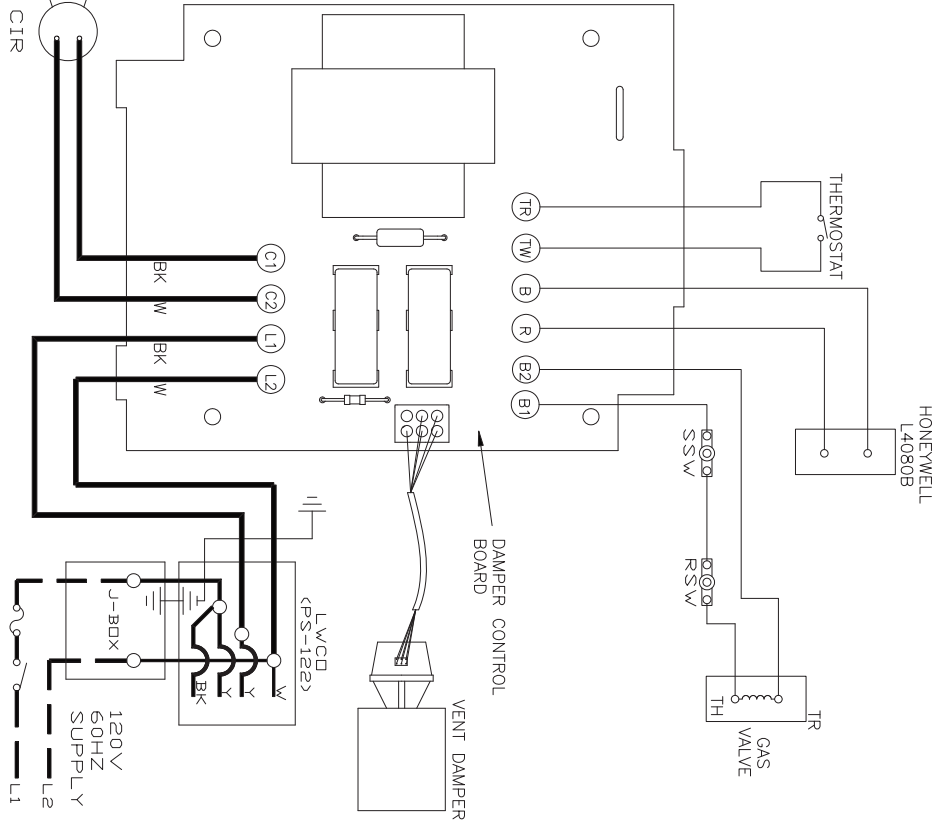 CIR
C1
C2
L1
L2
BK
W
BK
W
TR
TW
B
R
B2
B1
THERMOSTAT
HONEYWELL
L4080B
SSW
RSW
DAMPER CONTROL
BOARD
VENT DAMPER
TR
TH
GAS
VALVE
LWCO
(PS-122)
W
Y
Y
BK
J-BOX
120V
60HZ
SUPPLY
L2
L1